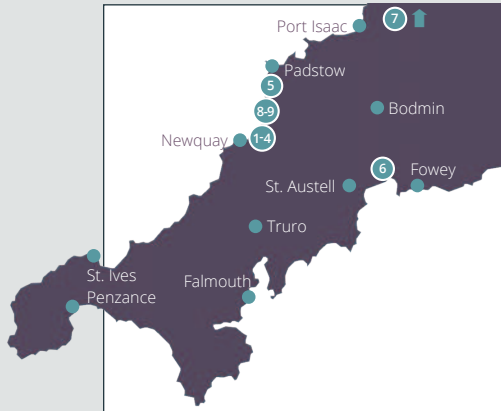 Port Isaac
7
Padstow
5
8-9
Bodmin
Newquay
1-4
6
St. Austell
Fowey
Truro
St. Ives
Penzance
Falmouth